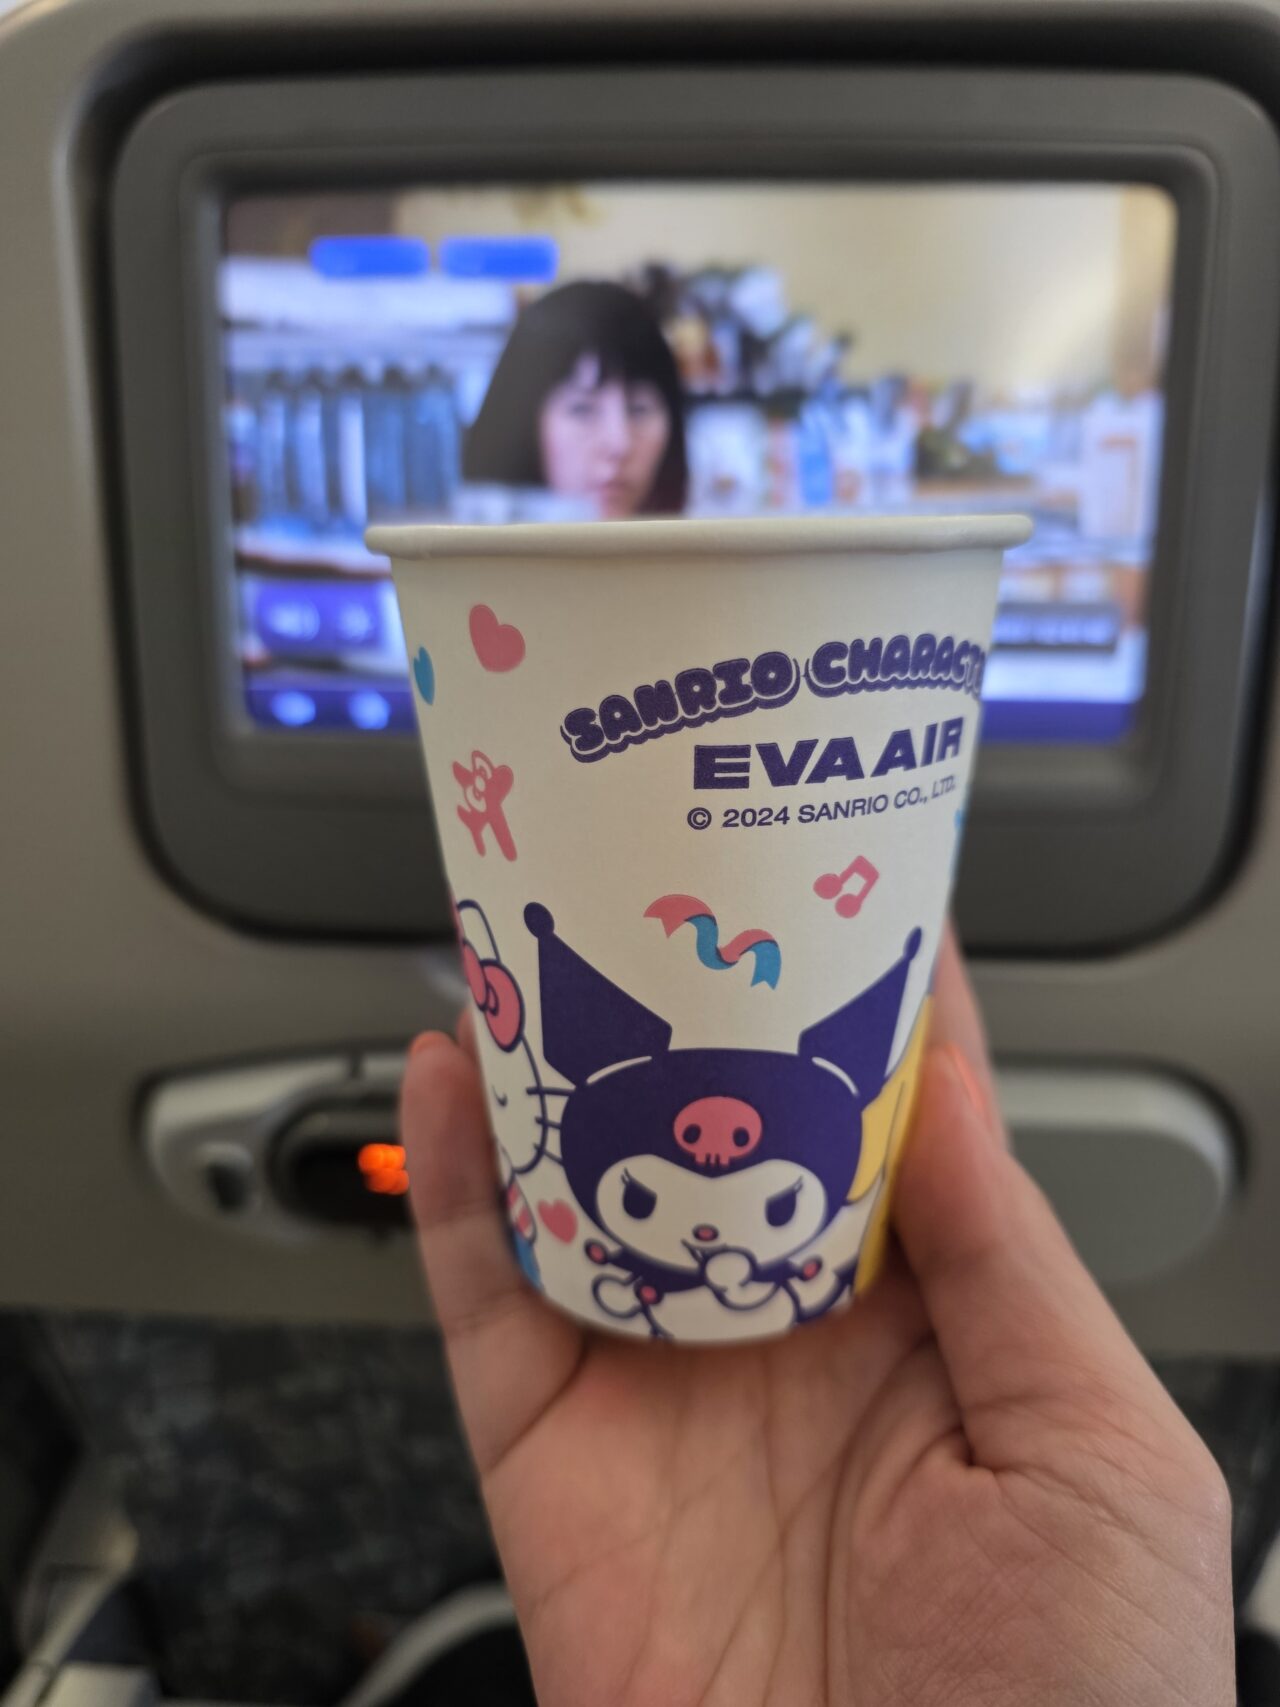 SANRIO CHARACT
EVA AIR
© 2024 SANRIO CO., LTD.